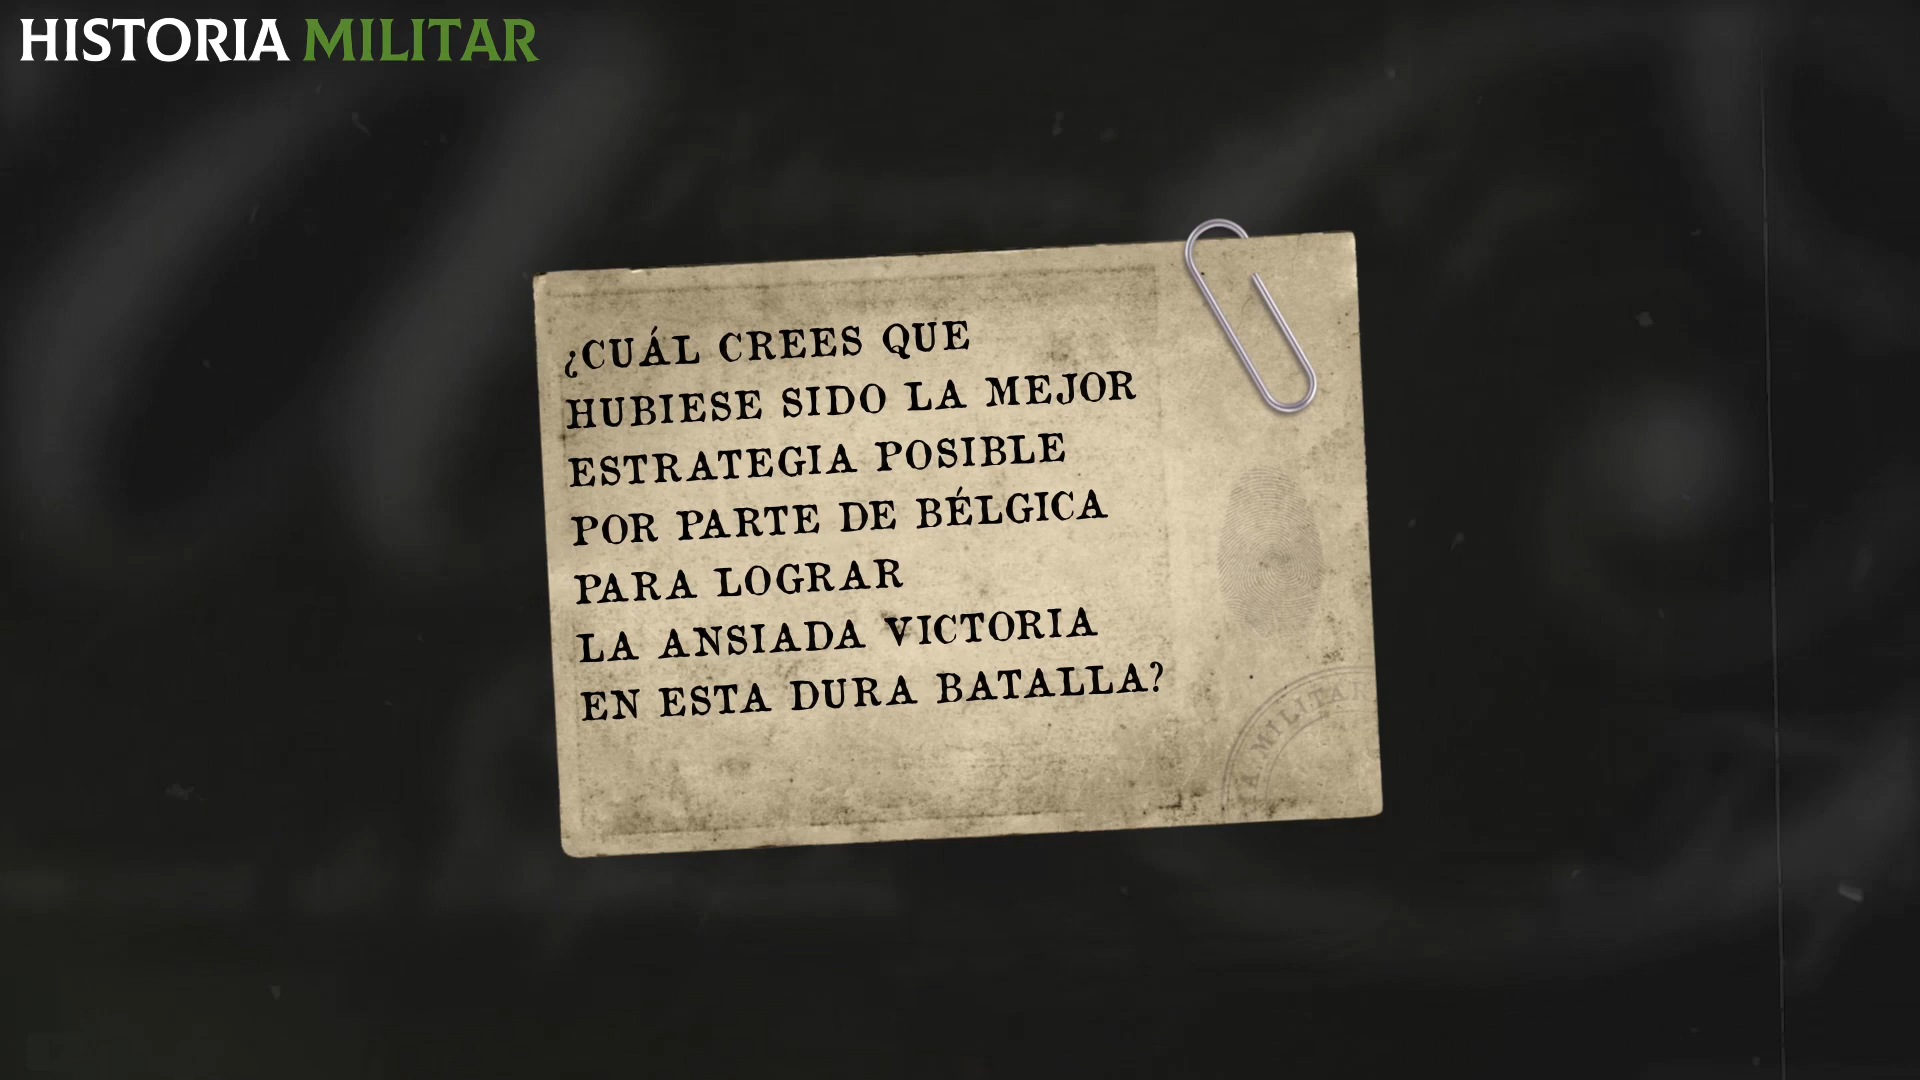 HISTORIA MILITAR
¿CUÁL CREES QUE
HUBIESE SIDO LA MEJOR
ESTRATEGIA POSIBLE
POR PARTE DE BÉLGICA
PARA LOGRAR
LA ANSIADA VICTORIA
EN ESTA DURA BATALLA?
MILITAR